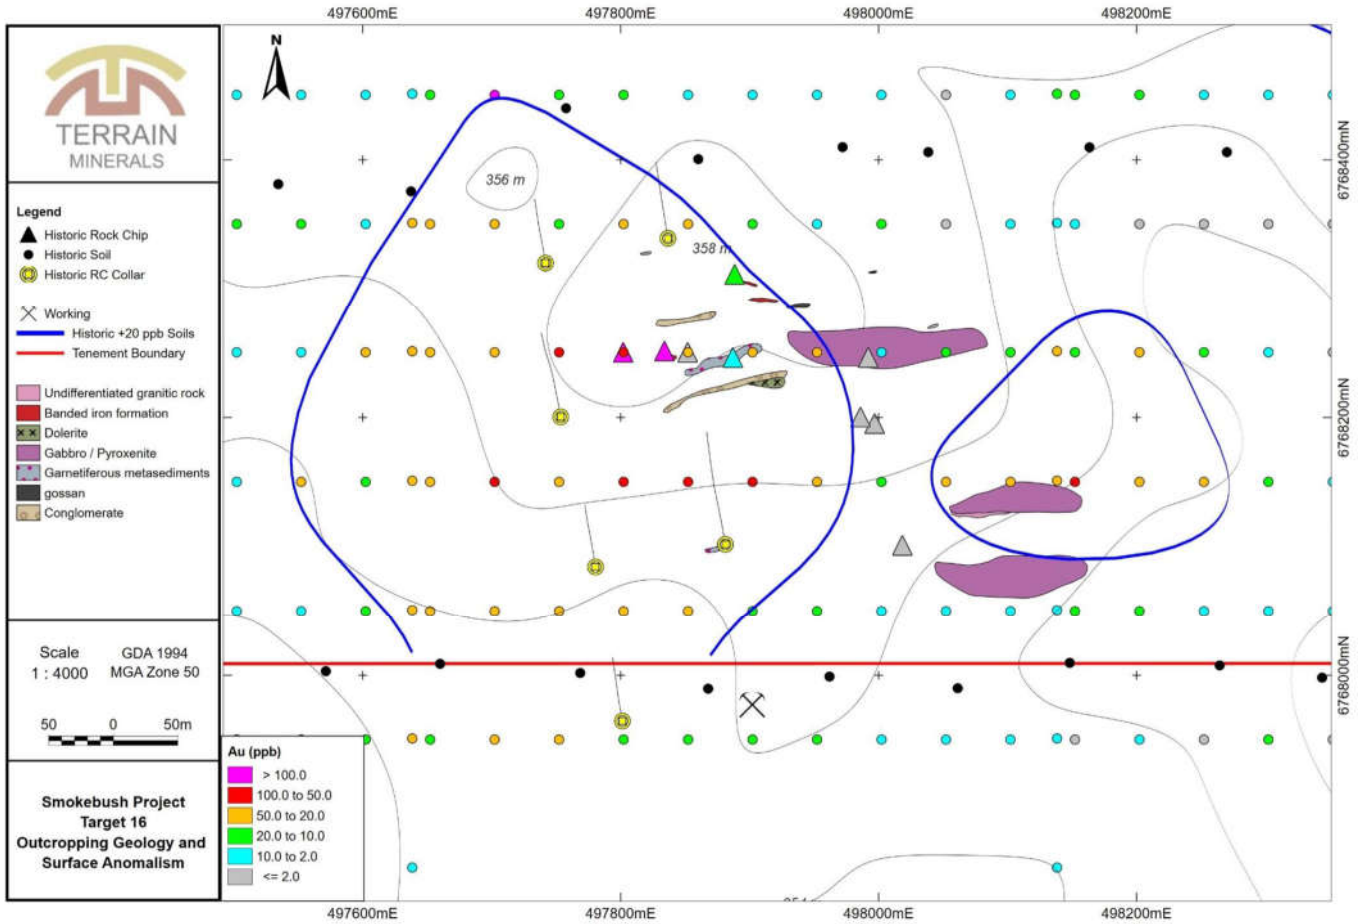 497600mE
497800mE
498000mE
498200mE
N
TERRAIN
MINERALS
6768400mN
356 m
Legend
Historic Rock Chip
Historic Soil
358 m
Historic RC Collar
Working
Historic +20 ppb Soils
Tenement Boundary
Undifferentiated granitic rock
Banded iron formation
Dolerite
6768200mN
Gabbro / Pyroxenite
Garnetiferous metasediments
gossan
Conglomerate
Scale
1 : 4000
GDA 1994
MGA Zone 50
6768000mN
50 0 50m
Au (ppb)
> 100.0
100.0 to 50.0
50.0 to 20.0
20.0 to 10.0
10.0 to 2.0
<= 2.0
Smokebush Project
Target 16
Outcropping Geology and
Surface Anomalism
497600mE
497800mE
498000mE
498200mE